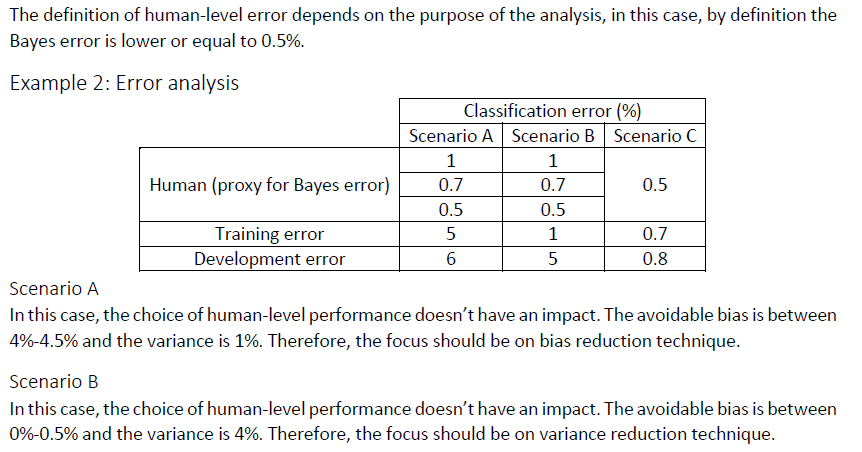 The definition of human-level error depends on the purpose of the analysis, in this case, by definition the
Bayes error is lower or equal to 0.5%.
Example 2: Error analysis
Classification error (%)
Scenario A Scenario B Scenario C
Human (proxy for Bayes error)
1 1
0.7 0.7 0.5
0.5 0.5
Training error 5 1 0.7
Development error 6 5 0.8
Scenario A
In this case, the choice of human-level performance doesn't have an impact. The avoidable bias is between
4%-4.5% and the variance is 1%. Therefore, the focus should be on bias reduction technique.
Scenario B
In this case, the choice of human-level performance doesn't have an impact. The avoidable bias is between
0%-0.5% and the variance is 4%. Therefore, the focus should be on variance reduction technique.